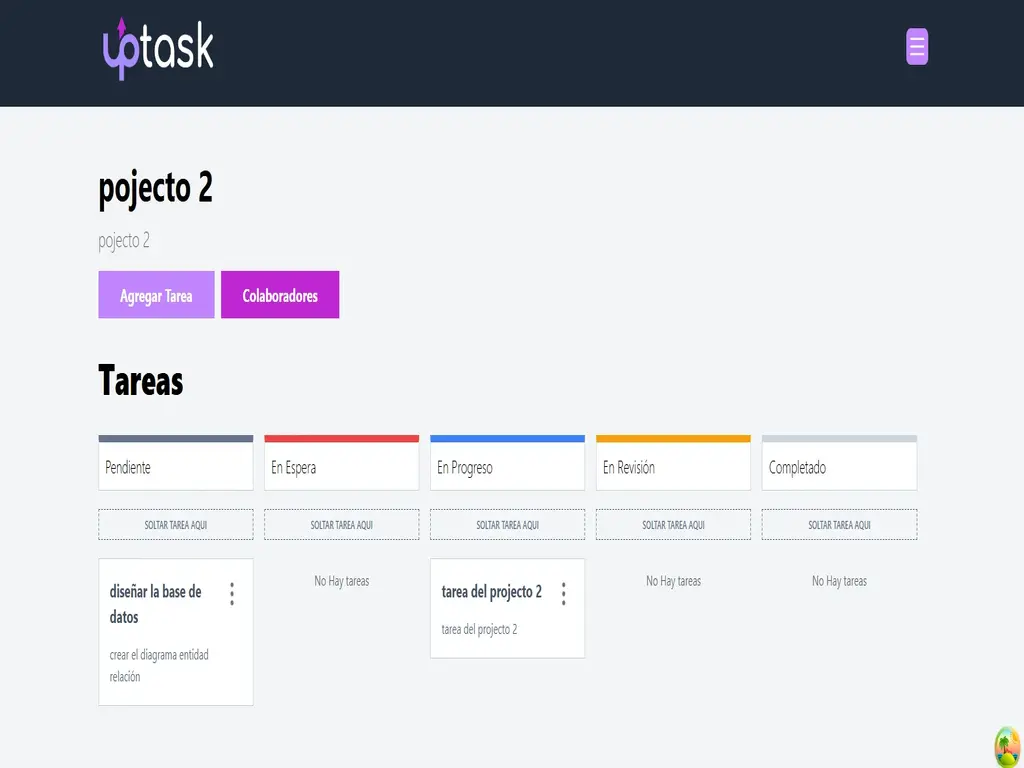 uptask
pojecto 2
pojecto 2
Agregar Tarea
Colaboradores
Tareas
Pendiente
En Espera
En Progreso
En Revisión
Completado
SOLTAR TAREA AQUI
SOLTAR TAREA AQUI
SOLTAR TAREA AQUI
SOLTAR TAREA AQUI
SOLTAR TAREA AQUI
diseñar la base de
datos
crear el diagrama entidad
relación
No Hay tareas
tarea del projecto 2
tarea del projecto 2
No Hay tareas
No Hay tareas